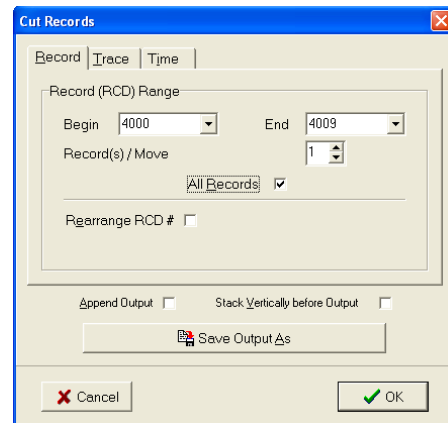 Cut Records
Record Trace Time
Record (RCD) Range
Begin 4000 End 4009
Record(s) / Move 1
All Records
Rearrange RCD #
Append Output Stack Vertically before Output
Save Output As
Cancel OK